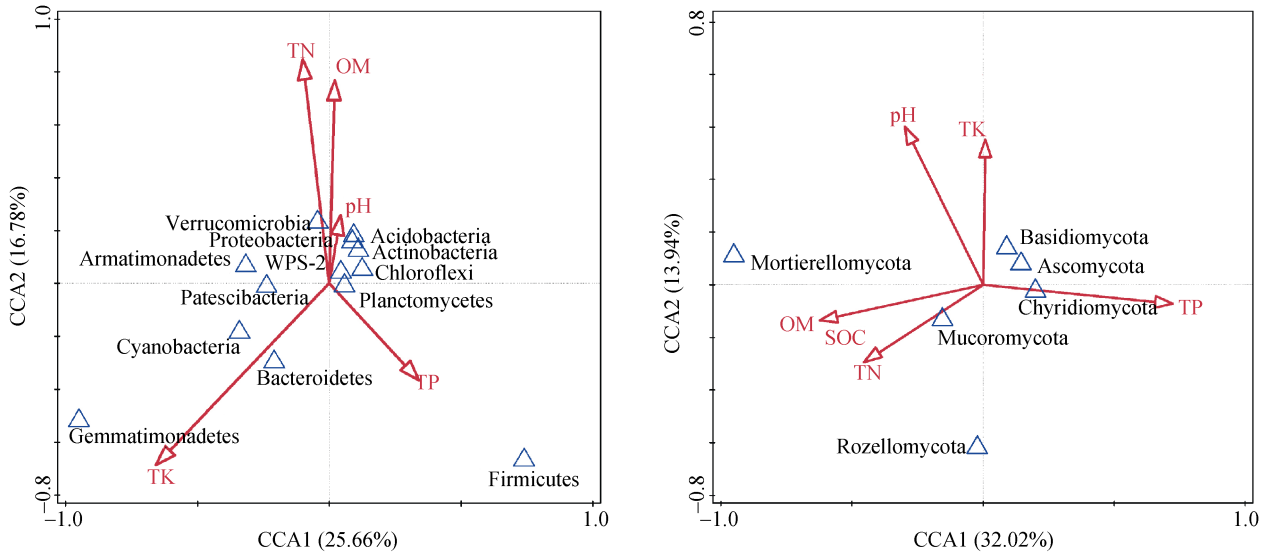 1.0
TN
OM
pH
Verrucomicrobia
Proteobacteria
Acidobacteria
Actinobacteria
Armatimonadetes
WPS-2
Chloroflexi
Patescibacteria
Planctomycetes
Cyanobacteria
Bacteroidetes
TP
Gemmatimonadetes
TK
Firmicutes
CCA2 (16.78%)
−0.8
−1.0
1.0
CCA1 (25.66%)
0.8
pH
TK
Basidiomycota
Mortierellomycota
Ascomycota
Chyridiomycota
TP
OM
SOC
Mucoromycota
TN
Rozellomycota
CCA2 (13.94%)
−0.8
−1.0
1.0
CCA1 (32.02%)